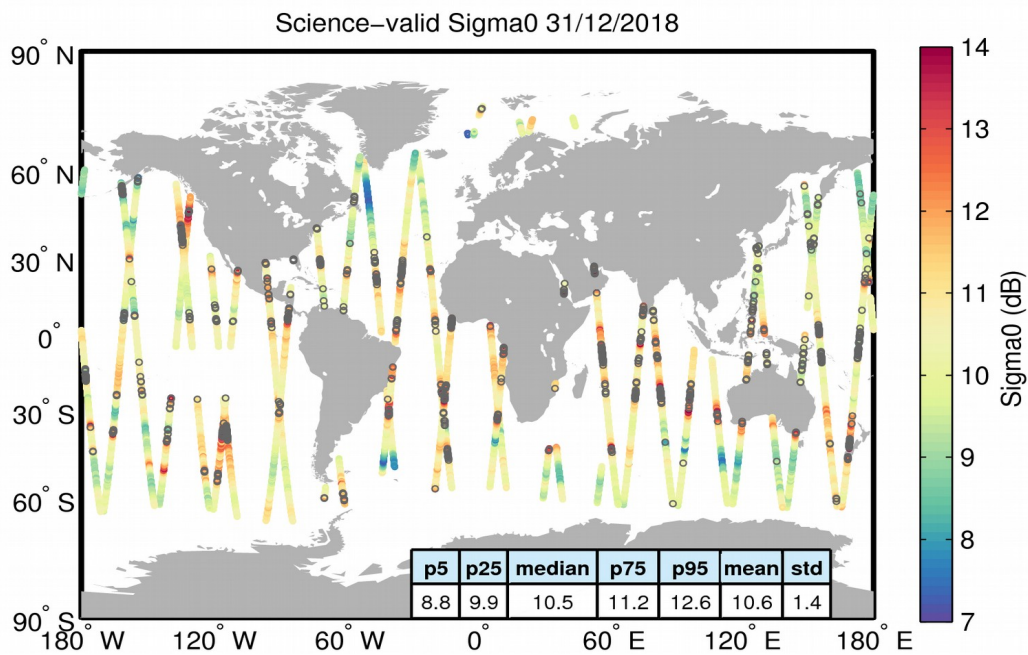 Science−valid Sigma0 31/12/2018
90° N
60° N
30° N
0°
30° S
60° S
90° S
180° W
120° W
60° W
0°
60° E
120° E
180° E
p5 p25 median p75 p95 mean std
8.8 9.9 10.5 11.2 12.6 10.6 1.4
14
13
12
11
10
9
8
7
Sigma0 (dB)